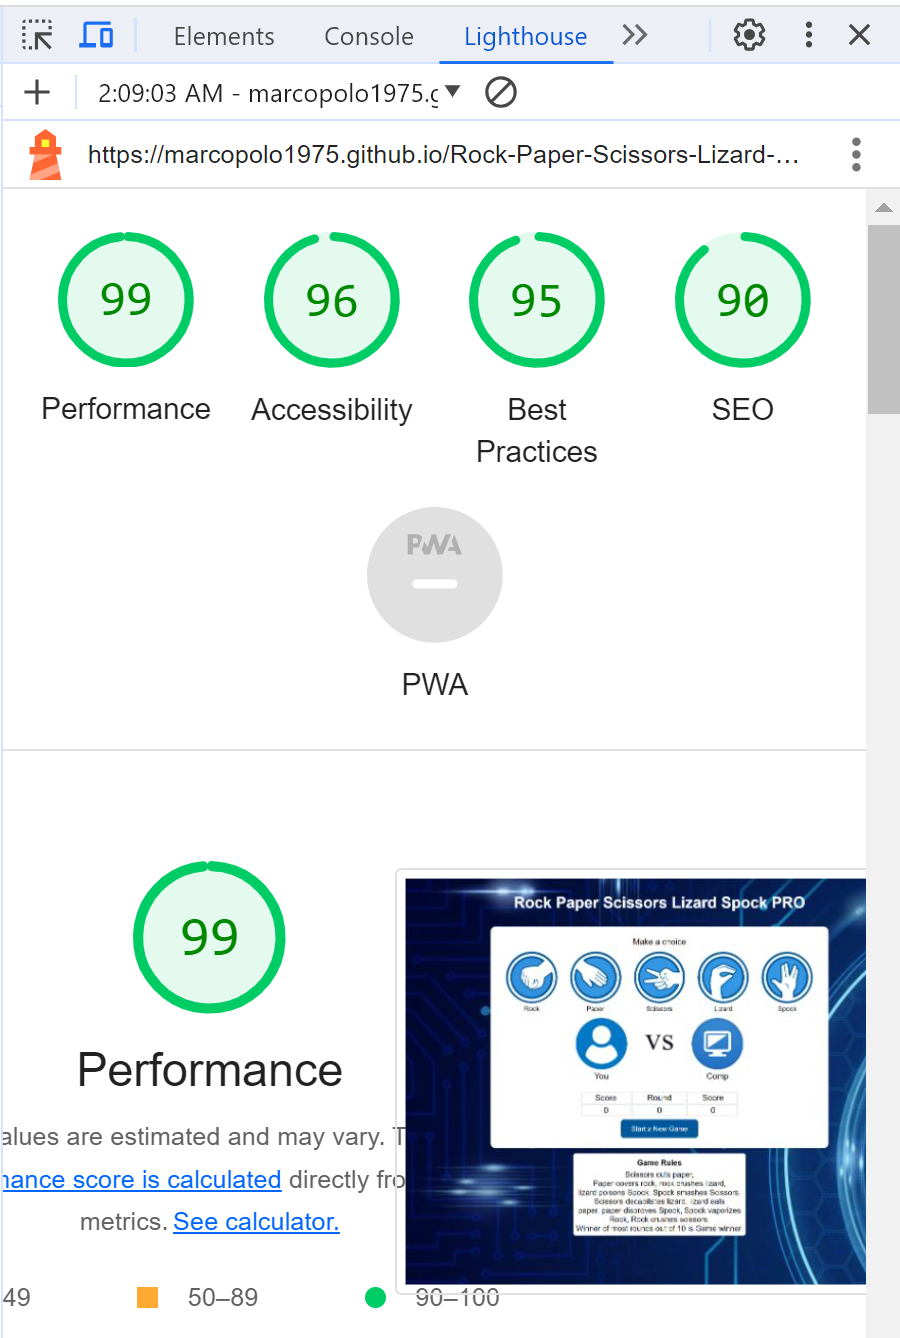 Elements Console Lighthouse
2:09:03 AM - marcopolo1975.g
https://marcopolo1975.github.io/Rock-Paper-Scissors-Lizard-…
99 96 95 90
Performance Accessibility Best Practices SEO
PWA
PWA
99
Performance
alues are estimated and may vary. T
nance score is calculated directly fro
metrics. See calculator.
49 50–89 90–100
Rock Paper Scissors Lizard Spock PRO
Make a choice
Rock Paper Scissors Lizard Spock
VS
You Comp
Score Round Score
0 0 0
Start a New Game
Game Rules
Scissors cuts paper,
Paper covers rock, rock crushes lizard,
lizard poisons Spock, Spock smashes Scissors,
Scissors decapitates lizard, lizard eats
paper, paper disproves Spock, Spock vaporizes
Rock, Rock crushes scissors.
Winner of most rounds out of 10 is Game winner.